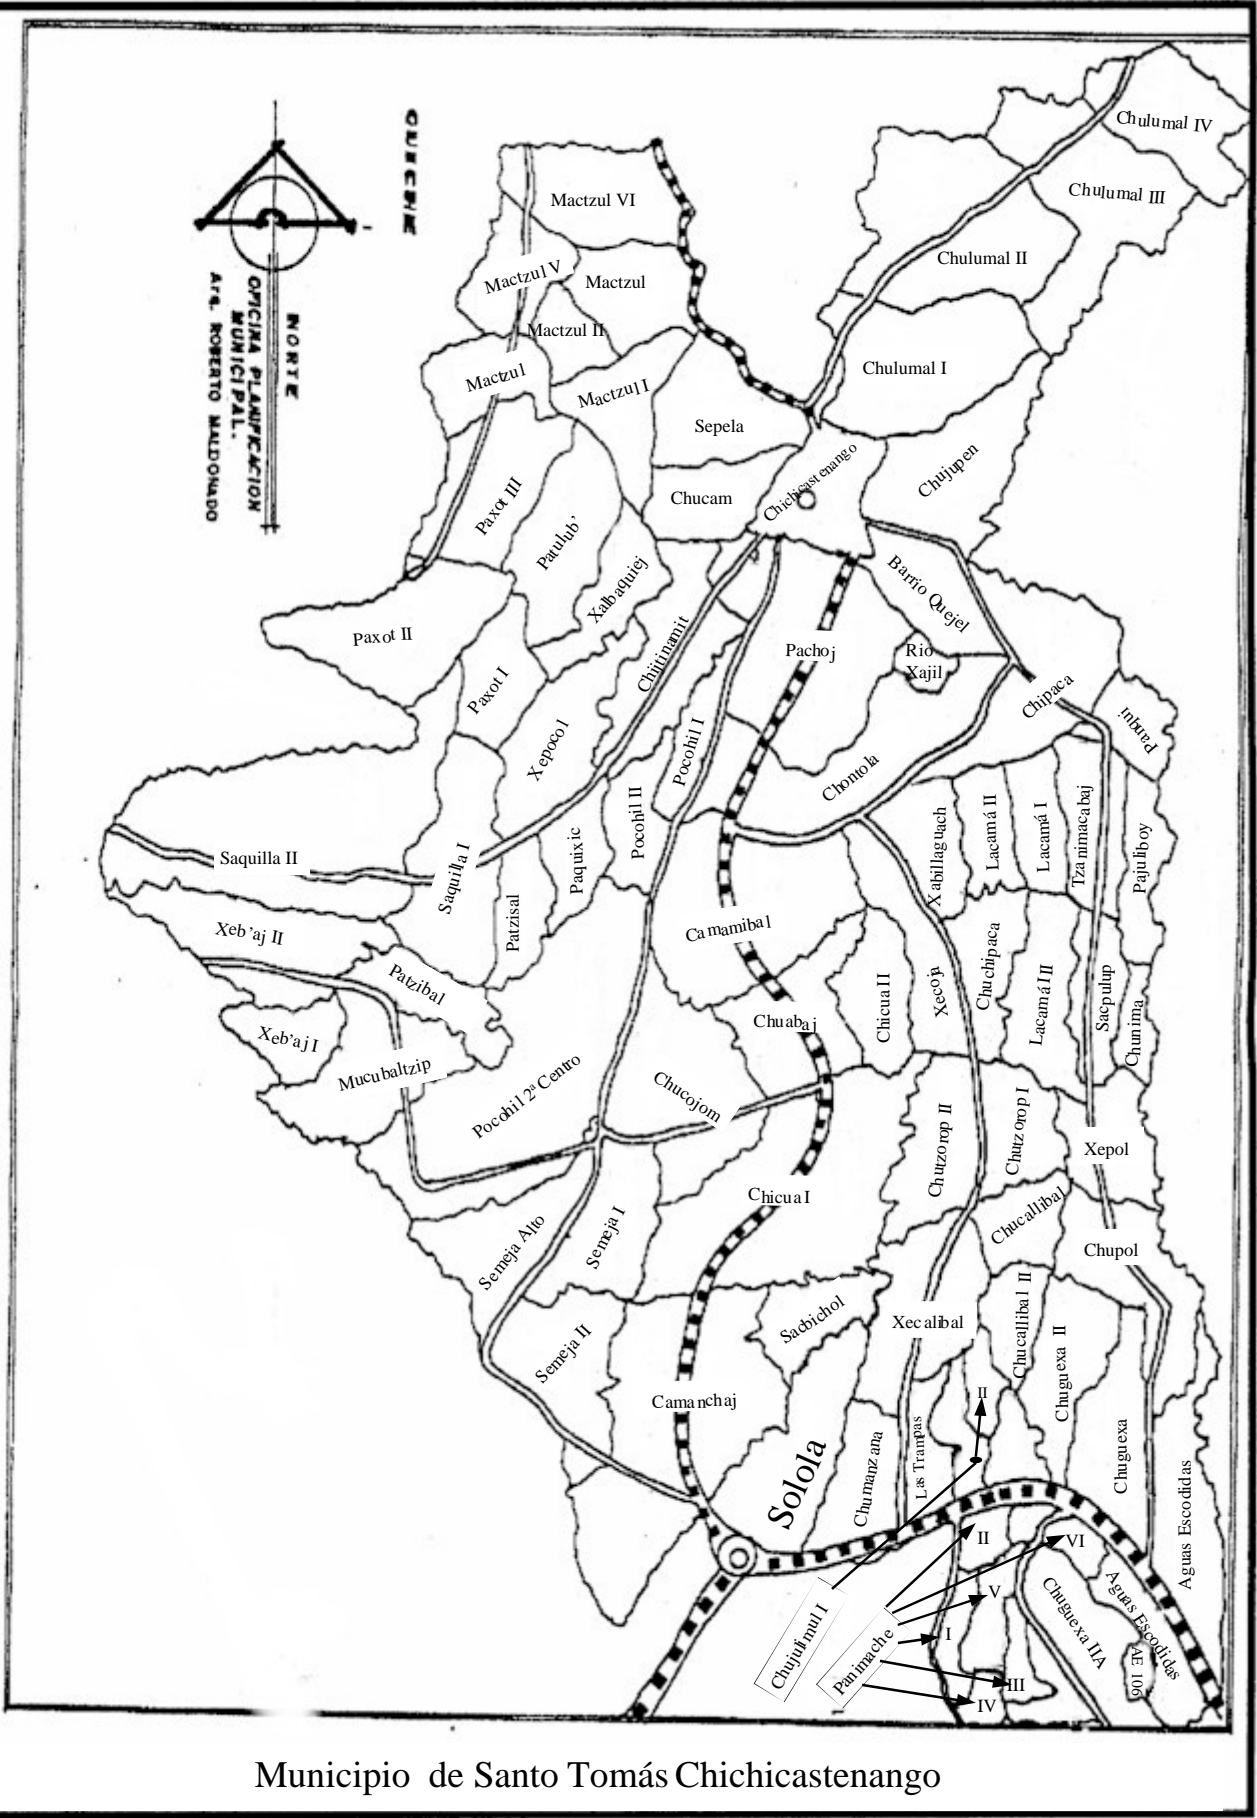 QUICHE
NORTE
OFICINA PLANIFICACION
MUNICIPAL.
Arq. ROBERTO MALDONADO
Chulumal IV
Chulumal III
Chulumal II
Chulumal I
Mactzul VI
Mactzul V
Mactzul
Mactzul II
Mactzul
Mactzul I
Sepela
Chucam
Chichicastenango
Chujupen
Paxot III
Patulub'
Xalbaquiej
Paxot II
Paxot I
Xepocol
Chiitinamit
Pocohil I
Pocohil II
Paquixic
Pachoj
Barrio Quejel
Rio
Xajil
Chipaca
Panqui
Chontola
Saquilla II
Saquilla I
Patzisal
Xeb'aj II
Patzibal
Xeb'aj I
Mucubaltzip
Camamibal
Xabillaguach
Lacamá II
Lacamá I
Tzanimacabaj
Pajuliboy
Chuabaj
Chicua II
Xecoja
Chuchipaca
Lacamá III
Sacpulup
Chunima
Pocohil 2ª Centro
Chucojom
Chutzorop II
Chutzorop I
Xepol
Chicua I
Chucallibal
Chupol
Semeja Alto
Semeja I
Semeja II
Sacbichol
Xecalibal
Chucallibal II
Chuguexa II
Camanchaj
Solola
Chumanzana
Las Trampas
II
Chuguexa
Aguas Escodidas
II
VI
V
I
III
IV
Chujulimul I
Panimache
Chuguexa IIA
Aguas Escodidas
AE 106
Municipio de Santo Tomás Chichicastenango